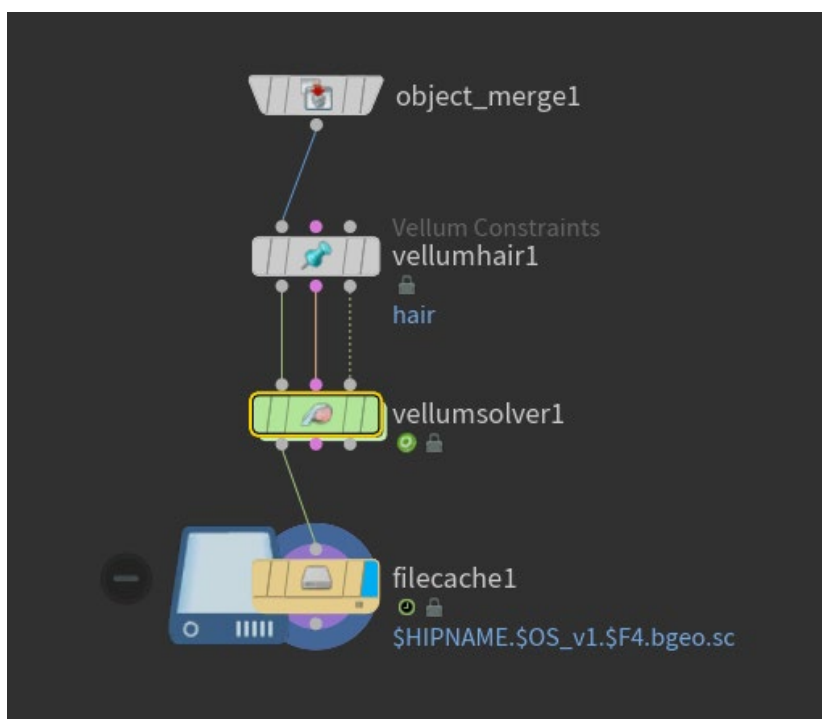 object_merge1
Vellum Constraints
vellumhair1
hair
vellumsolver1
filecache1
$HIPNAME.$OS_v1.$F4.bgeo.sc